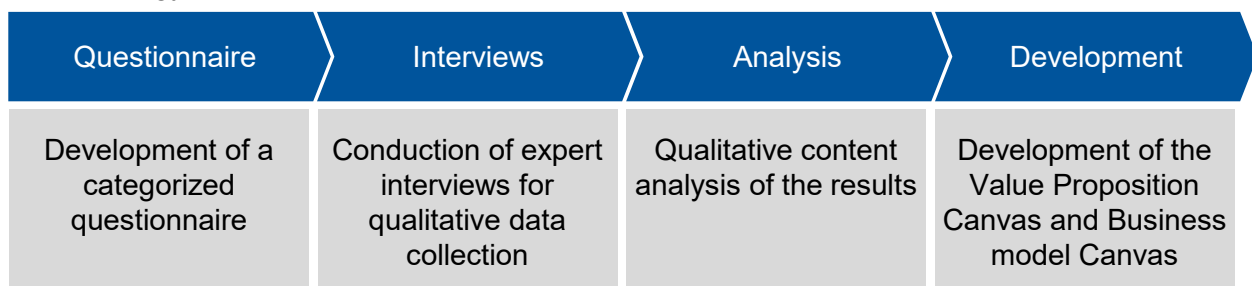 Questionnaire
Interviews
Analysis
Development
Development of a
categorized
questionnaire
Conduction of expert
interviews for
qualitative data
collection
Qualitative content
analysis of the results
Development of the
Value Proposition
Canvas and Business
model Canvas